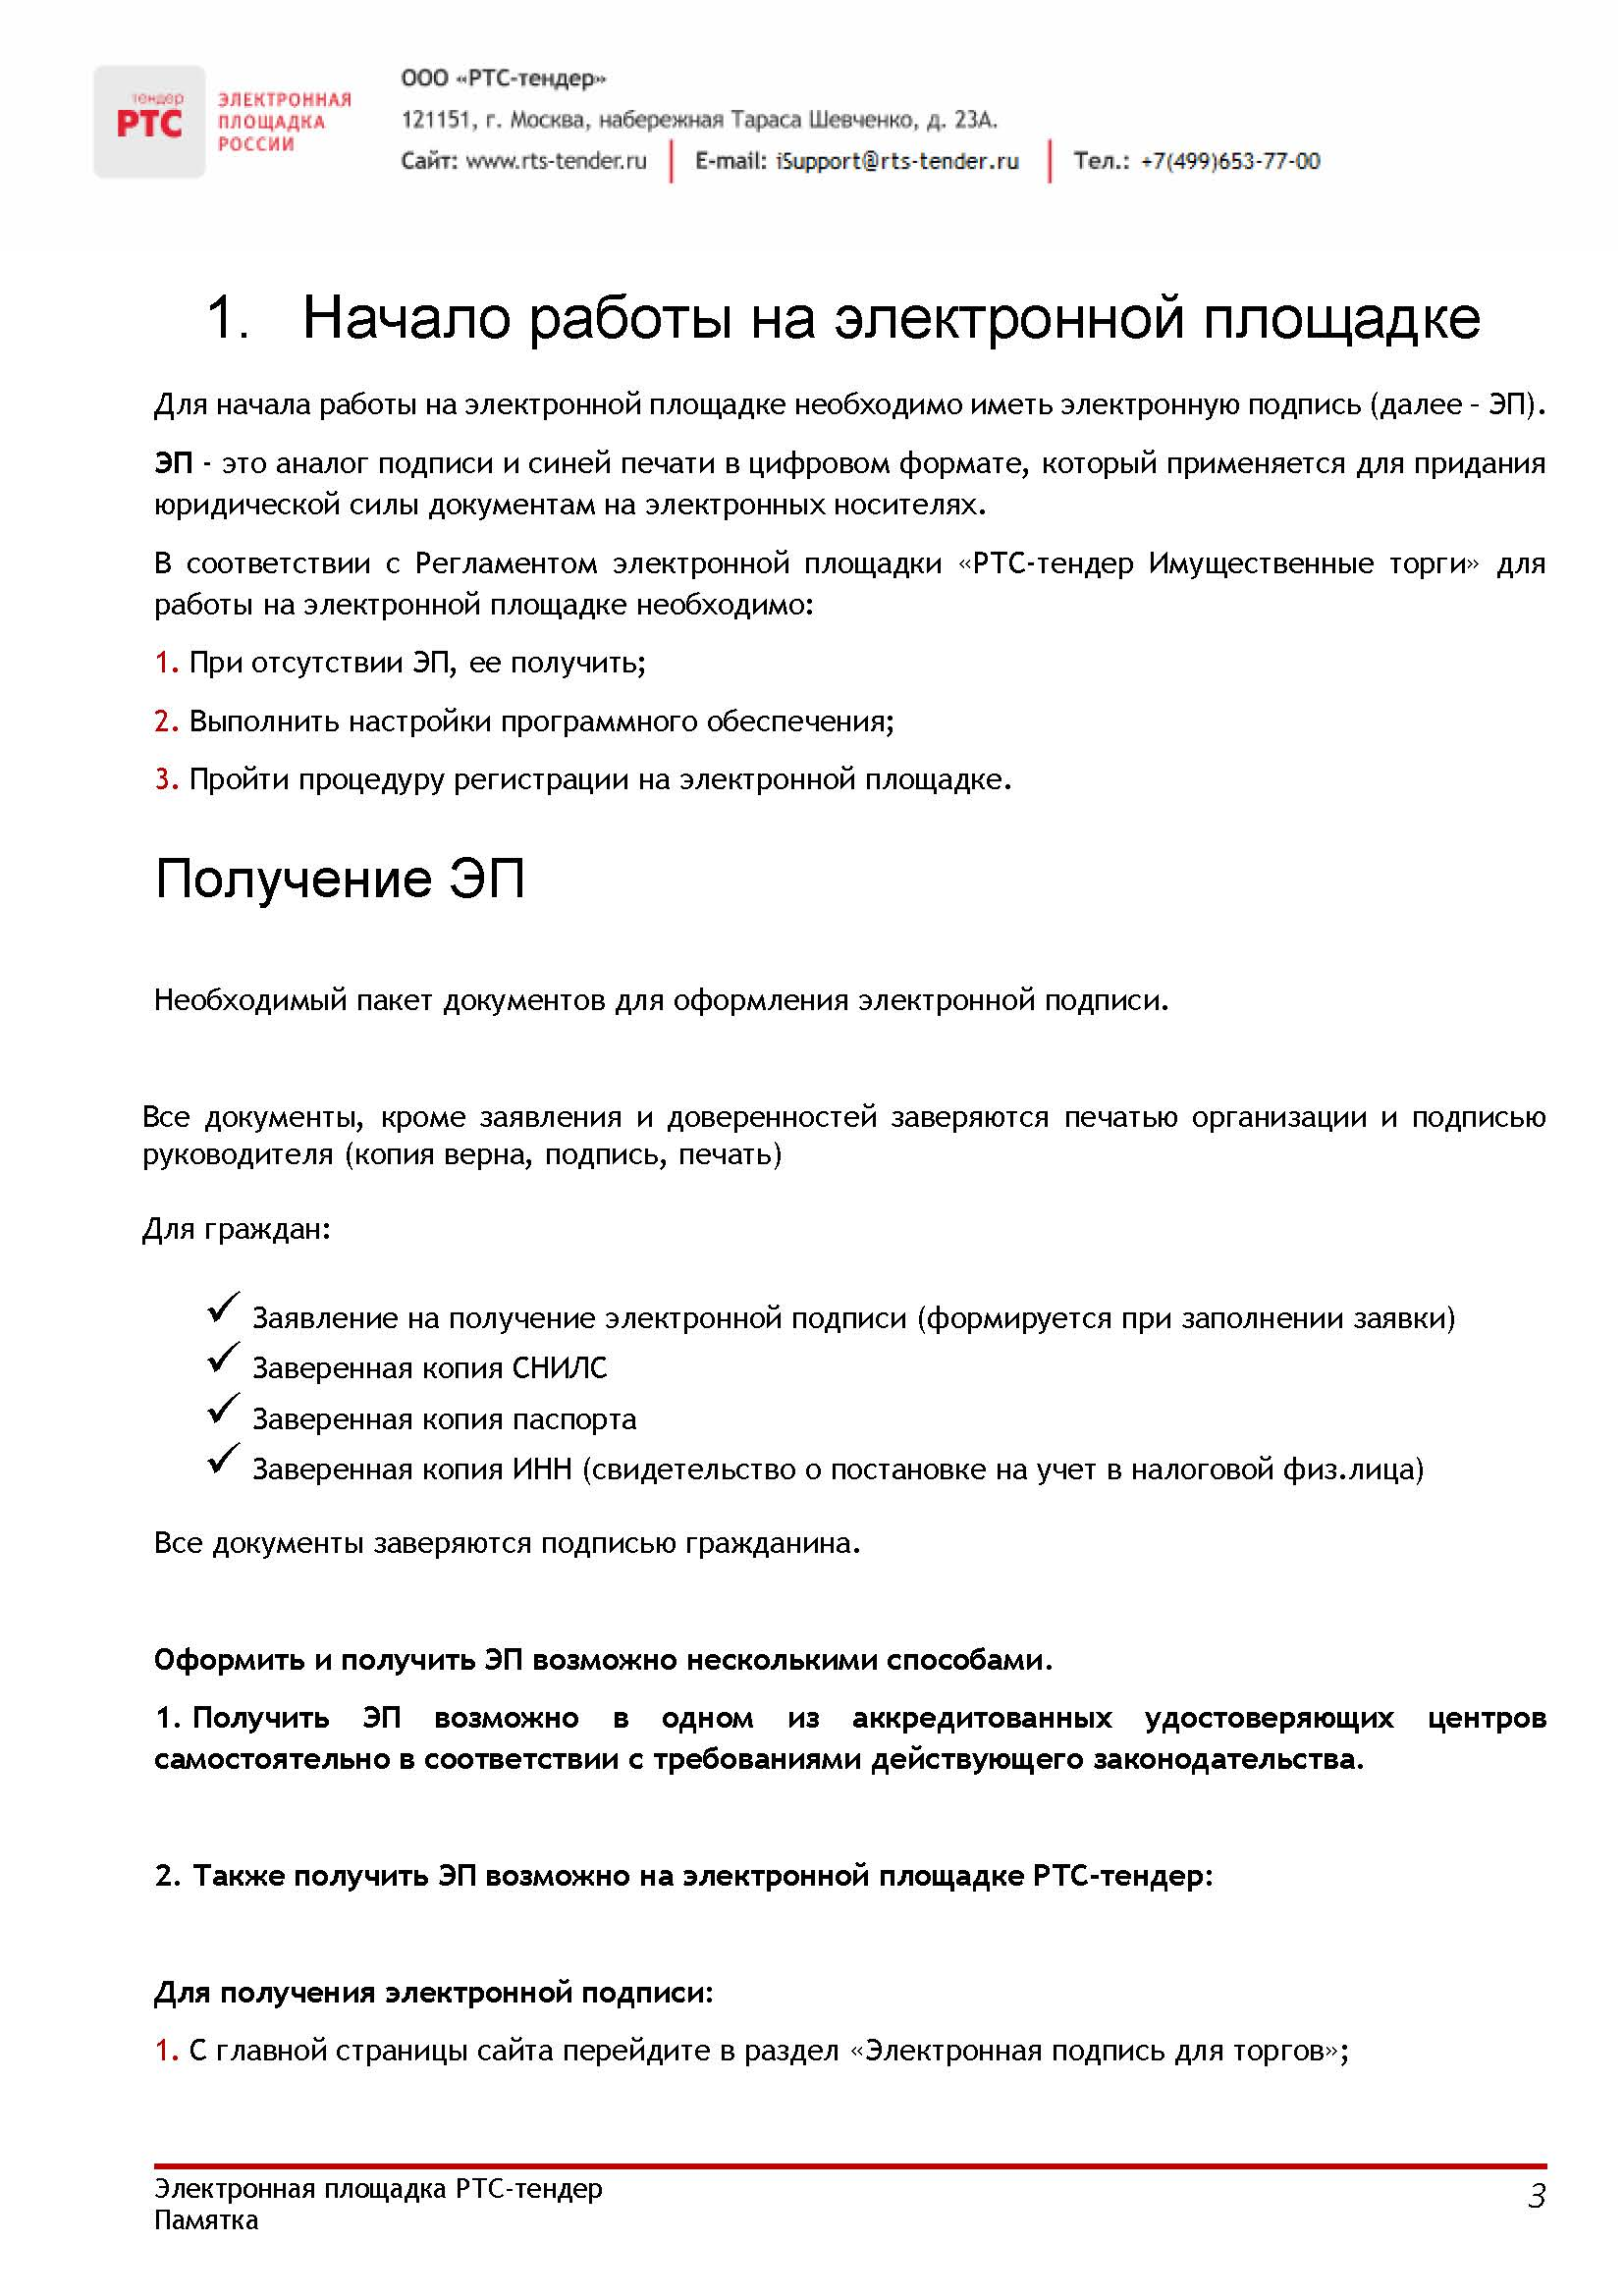 тендер
РТС
ЭЛЕКТРОННАЯ
ПЛОЩАДКА
РОССИИ
ООО «РТС-тендер»
121151, г. Москва, набережная Тараса Шевченко, д. 23А.
Сайт: www.rts-tender.ru E-mail: iSupport@rts-tender.ru Тел.: +7(499)653-77-00
1. Начало работы на электронной площадке
Для начала работы на электронной площадке необходимо иметь электронную подпись (далее – ЭП).
ЭП - это аналог подписи и синей печати в цифровом формате, который применяется для придания
юридической силы документам на электронных носителях.
В соответствии с Регламентом электронной площадки «РТС-тендер Имущественные торги» для
работы на электронной площадке необходимо:
1. При отсутствии ЭП, ее получить;
2. Выполнить настройки программного обеспечения;
3. Пройти процедуру регистрации на электронной площадке.
Получение ЭП
Необходимый пакет документов для оформления электронной подписи.
Все документы, кроме заявления и доверенностей заверяются печатью организации и подписью
руководителя (копия верна, подпись, печать)
Для граждан:
✓ Заявление на получение электронной подписи (формируется при заполнении заявки)
✓ Заверенная копия СНИЛС
✓ Заверенная копия паспорта
✓ Заверенная копия ИНН (свидетельство о постановке на учет в налоговой физ.лица)
Все документы заверяются подписью гражданина.
Оформить и получить ЭП возможно несколькими способами.
1. Получить ЭП возможно в одном из аккредитованных удостоверяющих центров
самостоятельно в соответствии с требованиями действующего законодательства.
2. Также получить ЭП возможно на электронной площадке РТС-тендер:
Для получения электронной подписи:
1. С главной страницы сайта перейдите в раздел «Электронная подпись для торгов»;
Электронная площадка РТС-тендер
Памятка
3